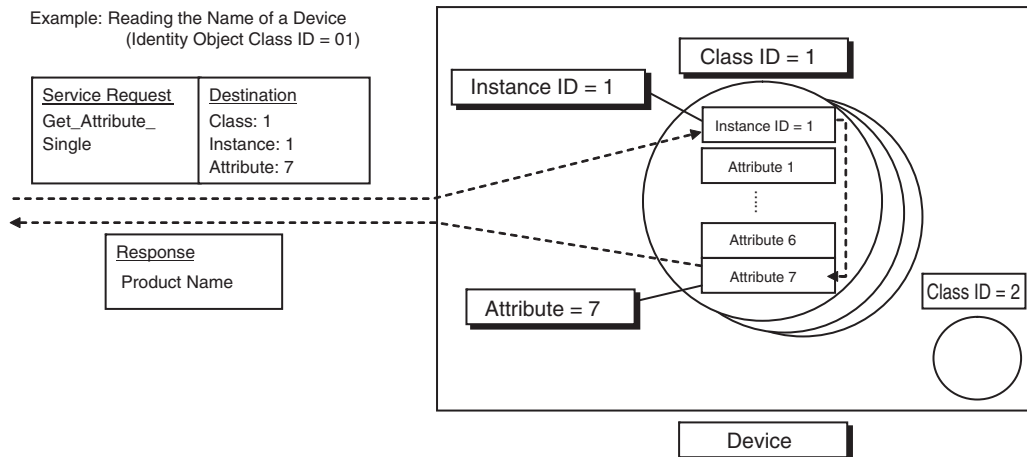 Example: Reading the Name of a Device
(Identity Object Class ID = 01)
Service Request
Get_Attribute_
Single
Destination
Class: 1
Instance: 1
Attribute: 7
Response
Product Name
Class ID = 1
Instance ID = 1
Instance ID = 1
Attribute 1
Attribute 6
Attribute 7
Attribute = 7
Class ID = 2
Device